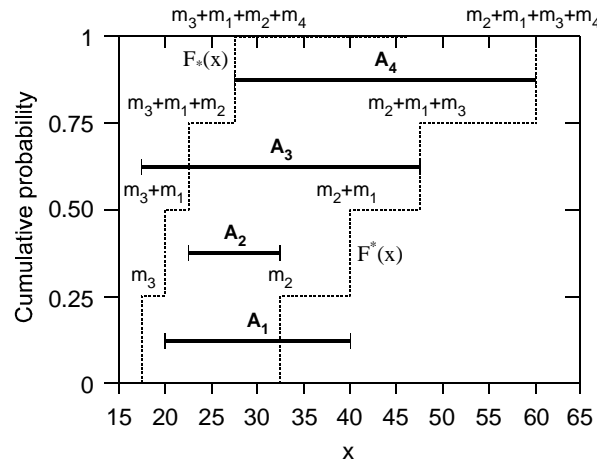 m₃+m₁+m₂+m₄
m₂+m₁+m₃+m₄
1
F*(x)
A₄
m₃+m₁+m₂
m₂+m₁+m₃
0.75
A₃
m₃+m₁
m₂+m₁
0.50
A₂
F*(x)
m₃
m₂
0.25
A₁
0
15 20 25 30 35 40 45 50 55 60 65
x
Cumulative probability